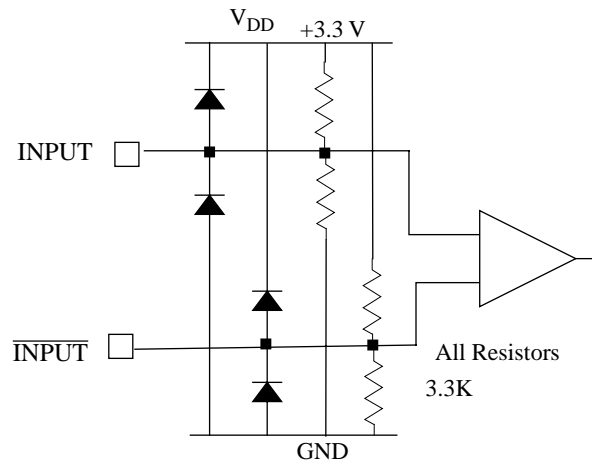 V_DD +3.3 V
INPUT
INPUT
All Resistors
3.3K
GND